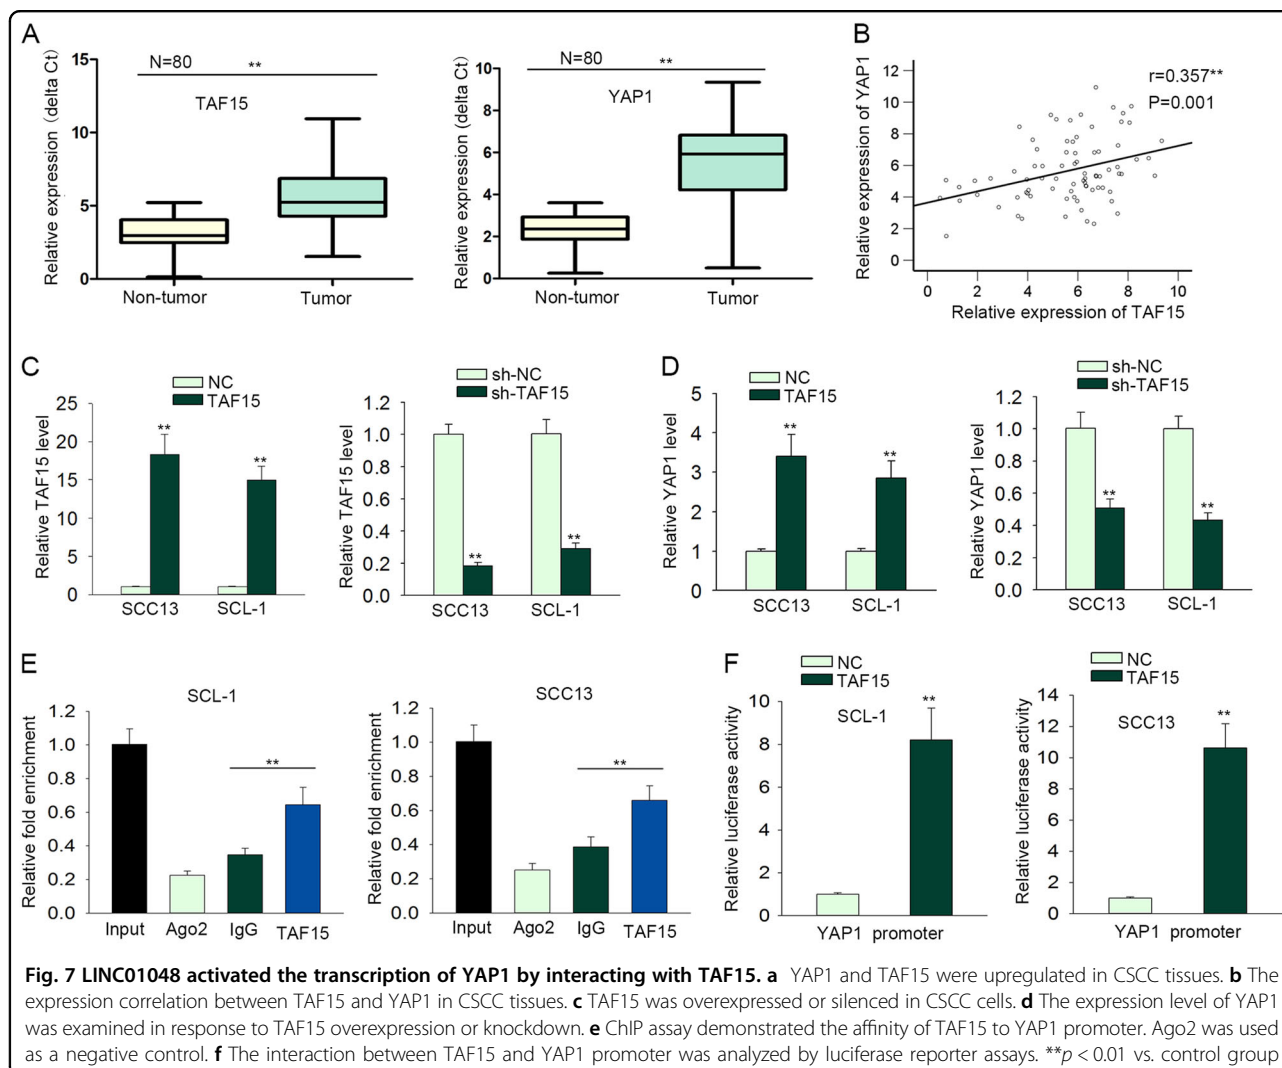 A
Relative expression (delta Ct)
15
10
5
0
N=80
**
TAF15
Non-tumor
Tumor
Relative expression (delta Ct)
10
8
6
4
2
0
N=80
**
YAP1
Non-tumor
Tumor
B
Relative expression of YAP1
12
10
8
6
4
2
0
r=0.357**
P=0.001
0 2 4 6 8 10
Relative expression of TAF15
C
NC
TAF15
Relative TAF15 level
25
20
15
10
5
0
**
**
SCC13
SCL-1
sh-NC
sh-TAF15
Relative TAF15 level
1.2
1.0
0.8
0.6
0.4
0.2
0.0
**
**
SCC13
SCL-1
D
NC
TAF15
Relative YAP1 level
5
4
3
2
1
0
**
**
SCC13
SCL-1
sh-NC
sh-TAF15
Relative YAP1 level
1.2
1.0
0.8
0.6
0.4
0.2
0.0
**
**
SCC13
SCL-1
E
SCL-1
Relative fold enrichment
1.2
1.0
0.8
0.6
0.4
0.2
0.0
**
Input
Ago2
IgG
TAF15
SCC13
Relative fold enrichment
1.2
1.0
0.8
0.6
0.4
0.2
0.0
**
Input
Ago2
IgG
TAF15
F
NC
TAF15
Relative luciferase activity
10
8
6
4
2
0
SCL-1
**
YAP1 promoter
NC
TAF15
Relative luciferase activity
14
12
10
8
6
4
2
0
SCC13
**
YAP1 promoter
Fig. 7 LINC01048 activated the transcription of YAP1 by interacting with TAF15. a YAP1 and TAF15 were upregulated in CSCC tissues. b The
expression correlation between TAF15 and YAP1 in CSCC tissues. c TAF15 was overexpressed or silenced in CSCC cells. d The expression level of YAP1
was examined in response to TAF15 overexpression or knockdown. e ChIP assay demonstrated the affinity of TAF15 to YAP1 promoter. Ago2 was used
as a negative control. f The interaction between TAF15 and YAP1 promoter was analyzed by luciferase reporter assays. **p < 0.01 vs. control group